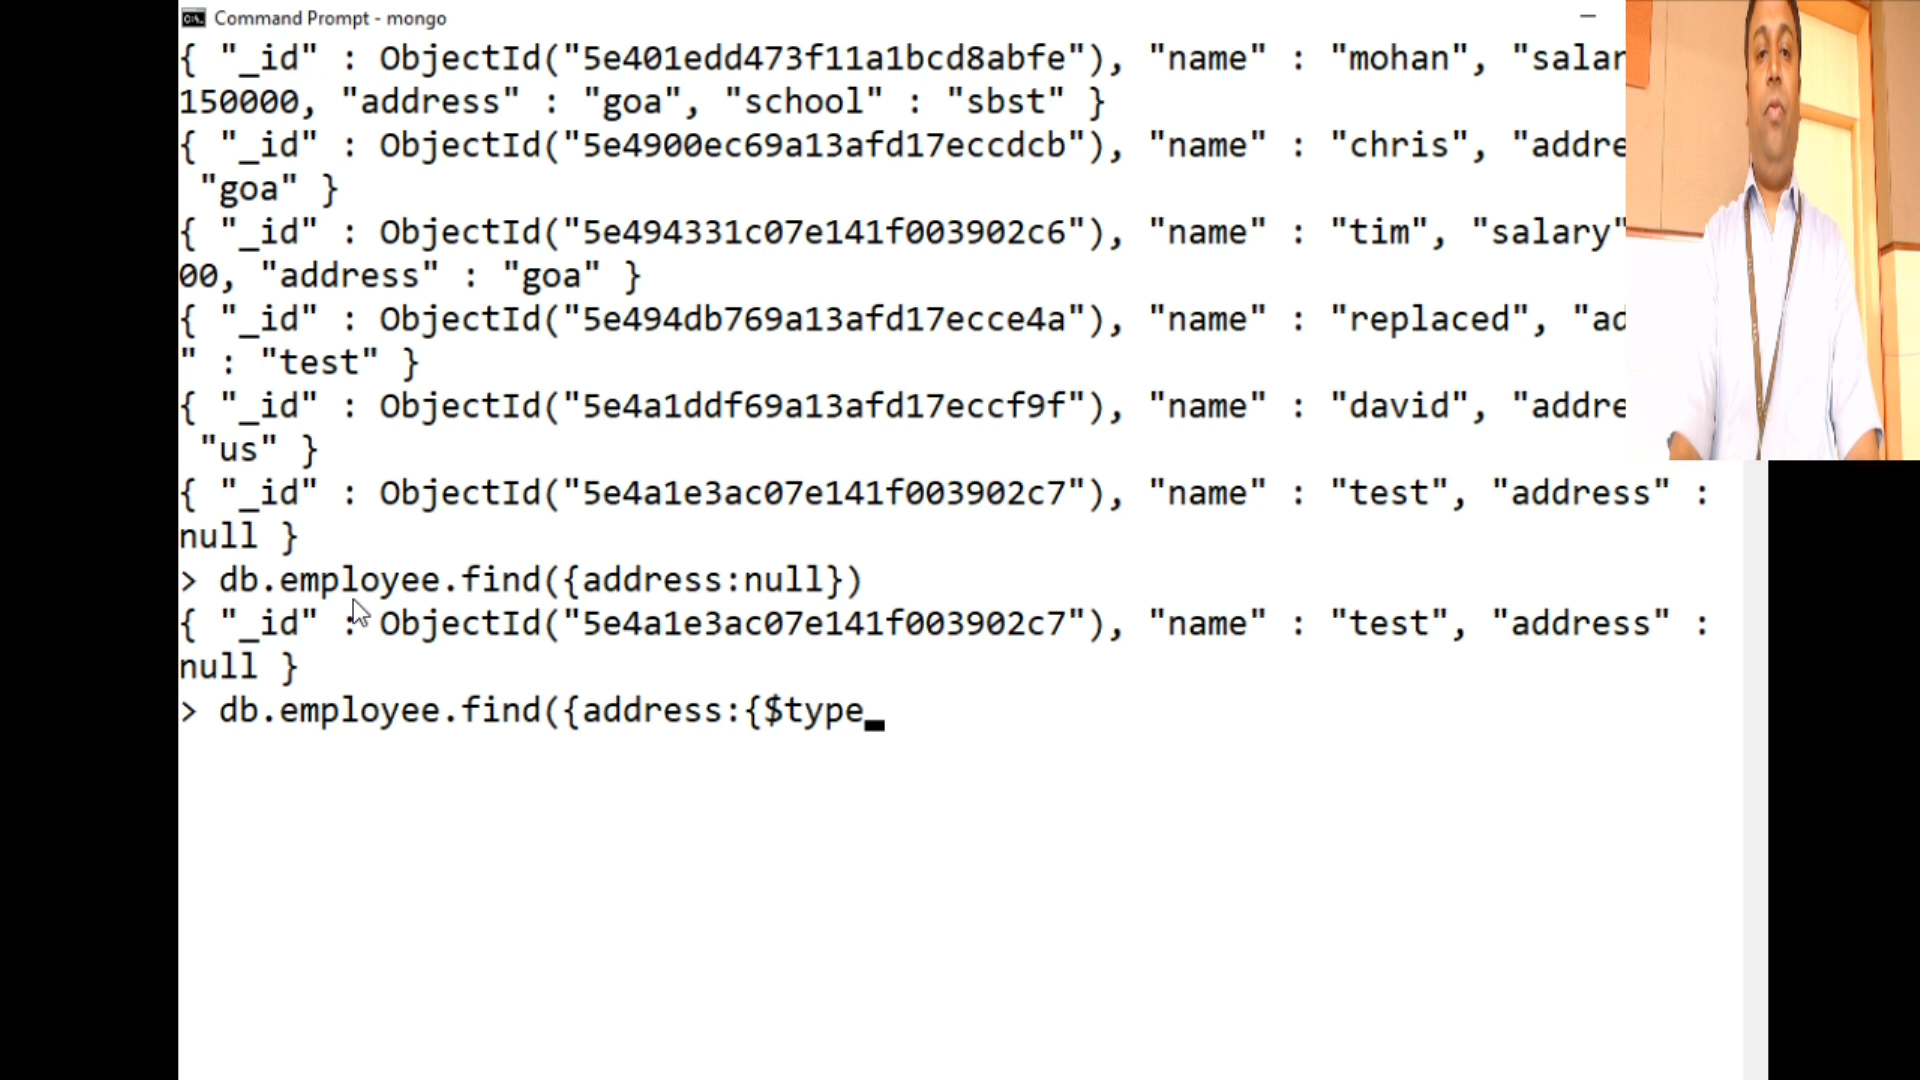 Command Prompt - mongo
{ "_id" : ObjectId("5e401edd473f11a1bcd8abfe"), "name" : "mohan", "salar
150000, "address" : "goa", "school" : "sbst" }
{ "_id" : ObjectId("5e4900ec69a13afd17eccdcb"), "name" : "chris", "addre
"goa" }
{ "_id" : ObjectId("5e494331c07e141f003902c6"), "name" : "tim", "salary"
00, "address" : "goa" }
{ "_id" : ObjectId("5e494db769a13afd17ecce4a"), "name" : "replaced", "ad
" : "test" }
{ "_id" : ObjectId("5e4a1ddf69a13afd17eccf9f"), "name" : "david", "addre
"us" }
{ "_id" : ObjectId("5e4a1e3ac07e141f003902c7"), "name" : "test", "address" :
null }
> db.employee.find({address:null})
{ "_id" : ObjectId("5e4a1e3ac07e141f003902c7"), "name" : "test", "address" :
null }
> db.employee.find({address:{$type